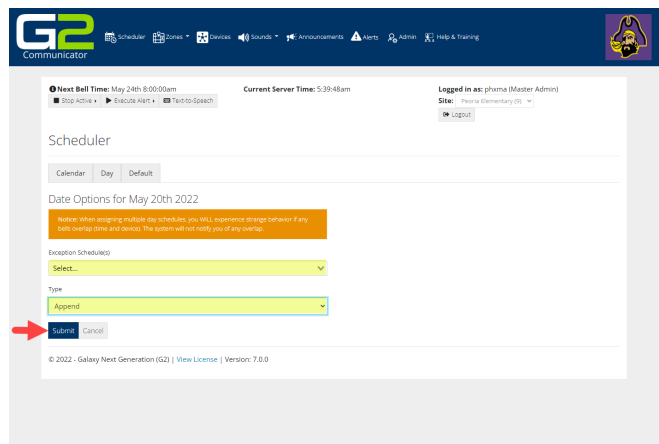 G2
Communicator
Scheduler Zones Devices Sounds Announcements Alerts Admin Help & Training
Next Bell Time: May 24th 8:00:00am Current Server Time: 5:39:48am Logged in as: phxma (Master Admin)
Stop Active Execute Alert Text-to-Speech Site: Peoria Elementary (9)
Logout
Scheduler
Calendar Day Default
Date Options for May 20th 2022
Notice: When assigning multiple day schedules, you WILL experience strange behavior if any
bells overlap (time and device). The system will not notify you of any overlap.
Exception Schedule(s)
Select...
Type
Append
Submit Cancel
© 2022 - Galaxy Next Generation (G2) | View License | Version: 7.0.0